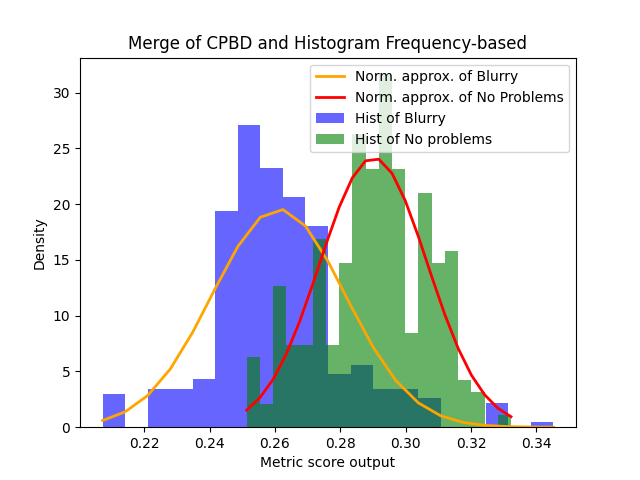 Merge of CPBD and Histogram Frequency-based
Norm. approx. of Blurry
Norm. approx. of No Problems
Hist of Blurry
Hist of No problems
Density
30
25
20
15
10
5
0
0.22 0.24 0.26 0.28 0.30 0.32 0.34
Metric score output